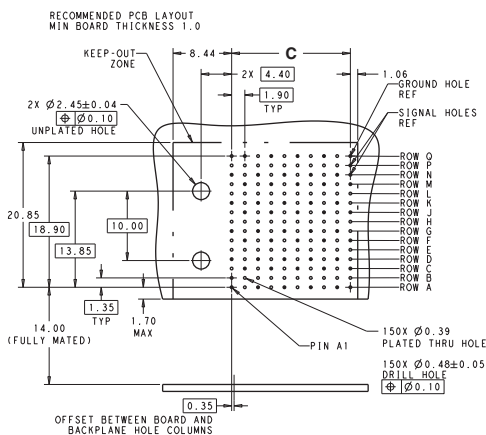 RECOMMENDED PCB LAYOUT
MIN BOARD THICKNESS 1.0
KEEP-OUT
ZONE
8.44
C
2X 4.40
1.06
1.90
TYP
GROUND HOLE
REF
2X Ø2.45±0.04
⌖ Ø0.10
UNPLATED HOLE
SIGNAL HOLES
REF
ROW Q
ROW P
ROW N
ROW M
ROW L
ROW K
ROW J
ROW H
ROW G
ROW F
ROW E
ROW D
ROW C
ROW B
ROW A
20.85
18.90
13.85
10.00
1.35
TYP
1.70
MAX
14.00
(FULLY MATED)
PIN A1
150X Ø0.39
PLATED THRU HOLE
150X Ø0.48±0.05
DRILL HOLE
⌖ Ø0.10
0.35
OFFSET BETWEEN BOARD AND
BACKPLANE HOLE COLUMNS